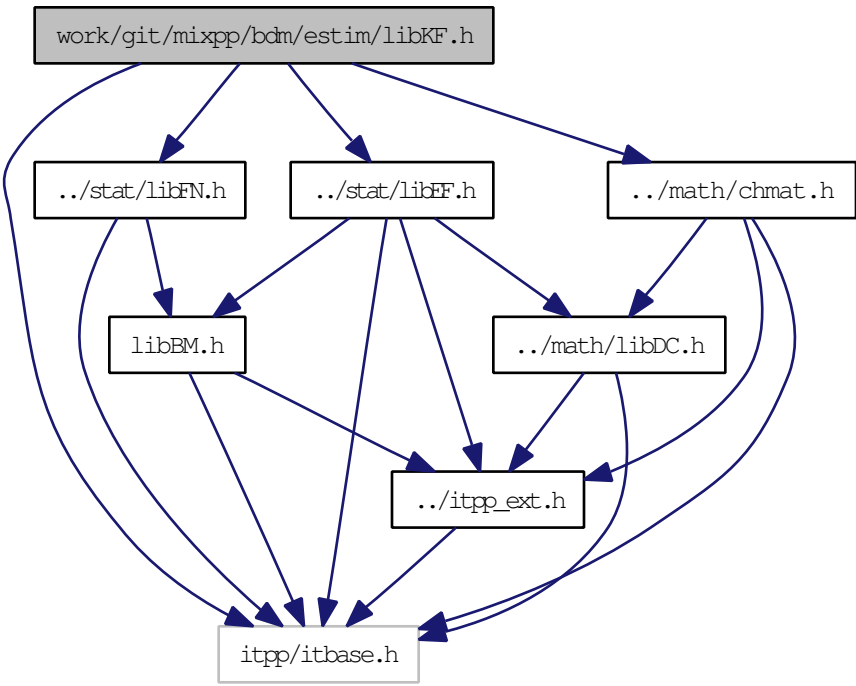 work/git/mixpp/bdm/estim/libKF.h
../stat/libFN.h
../stat/libEF.h
../math/chmat.h
libBM.h
../math/libDC.h
../itpp_ext.h
itpp/itbase.h